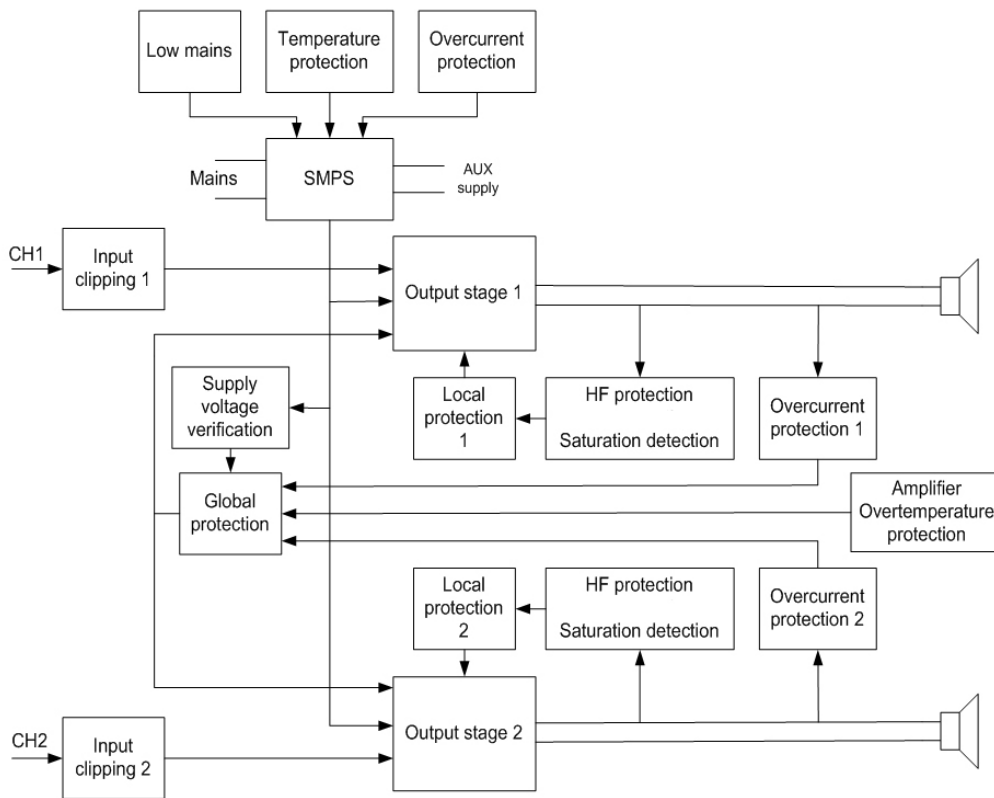 Low mains
Temperature
protection
Overcurrent
protection
Mains
SMPS
AUX
supply
CH1
Input
clipping 1
Output stage 1
Supply
voltage
verification
Local
protection
1
HF protection
Saturation detection
Overcurrent
protection 1
Global
protection
Amplifier
Overtemperature
protection
Local
protection
2
HF protection
Saturation detection
Overcurrent
protection 2
CH2
Input
clipping 2
Output stage 2